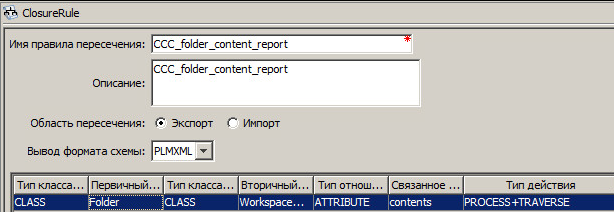 ClosureRule
Имя правила пересечения: CCC_folder_content_report *
Описание: CCC_folder_content_report
Область пересечения: Экспорт Импорт
Вывод формата схемы: PLMXML
Тип класса... Первичный... Тип класса... Вторичный... Тип отнош... Связанное ... Тип действия
CLASS Folder CLASS Workspace... ATTRIBUTE contents PROCESS+TRAVERSE